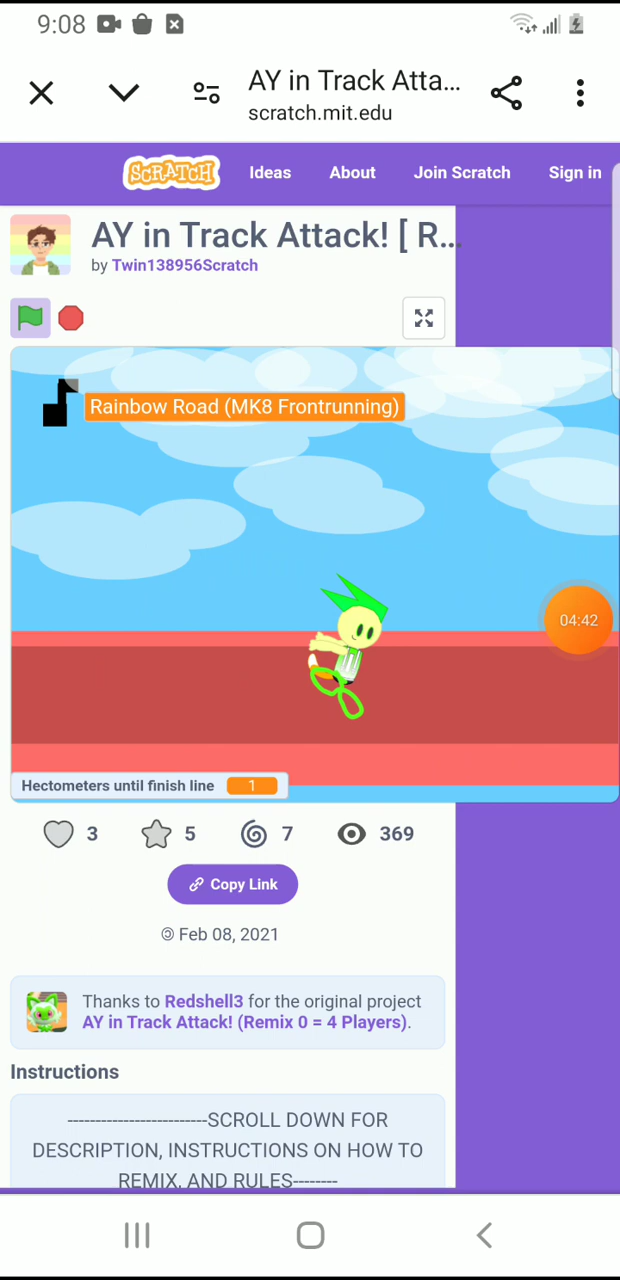 9:08
AY in Track Atta...
scratch.mit.edu
SCRATCH Ideas About Join Scratch Sign in
AY in Track Attack! [ R...
by Twin138956Scratch
Rainbow Road (MK8 Frontrunning)
04:42
Hectometers until finish line 1
3 5 7 369
Copy Link
Feb 08, 2021
Thanks to Redshell3 for the original project
AY in Track Attack! (Remix 0 = 4 Players).
Instructions
--------------------------SCROLL DOWN FOR
DESCRIPTION, INSTRUCTIONS ON HOW TO
REMIX, AND RULES--------